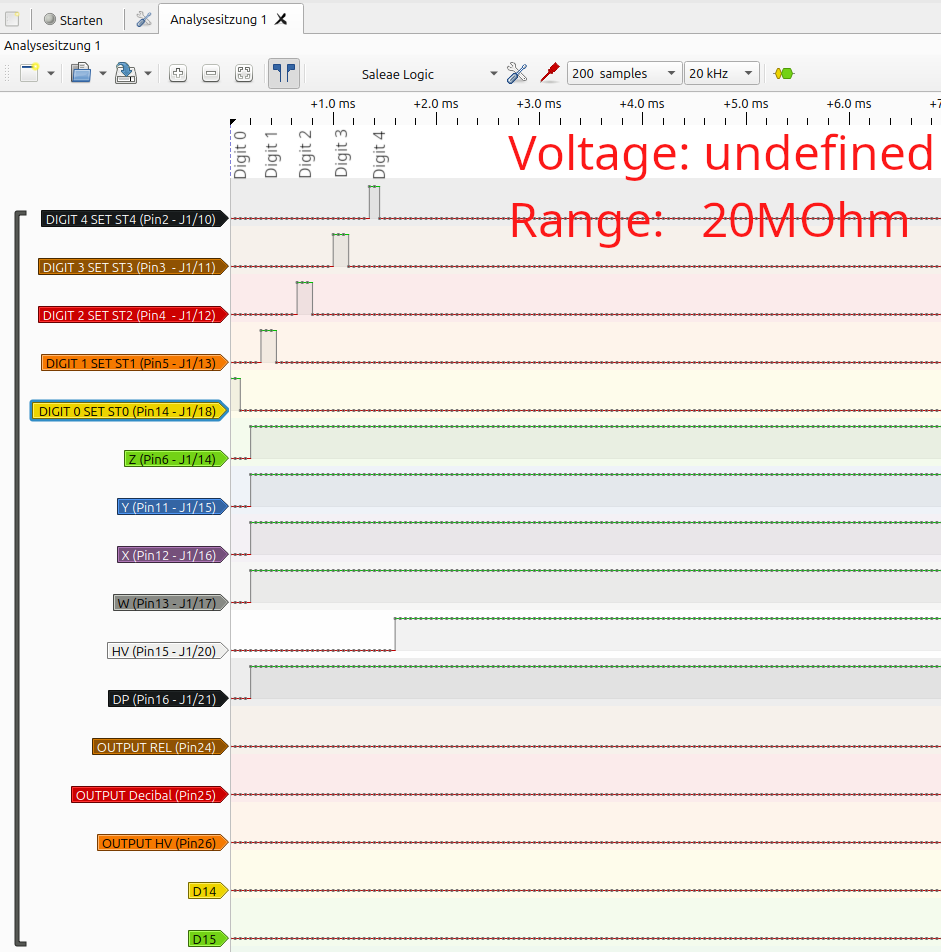 Starten
Analysesitzung 1
Analysesitzung 1
Saleae Logic
200 samples
20 kHz
+1.0 ms +2.0 ms +3.0 ms +4.0 ms +5.0 ms +6.0 ms +7
Digit 0
Digit 1
Digit 2
Digit 3
Digit 4
Voltage: undefined
Range: 20MOhm
DIGIT 4 SET ST4 (Pin2 - J1/10)
DIGIT 3 SET ST3 (Pin3 - J1/11)
DIGIT 2 SET ST2 (Pin4 - J1/12)
DIGIT 1 SET ST1 (Pin5 - J1/13)
DIGIT 0 SET ST0 (Pin14 - J1/18)
Z (Pin6 - J1/14)
Y (Pin11 - J1/15)
X (Pin12 - J1/16)
W (Pin13 - J1/17)
HV (Pin15 - J1/20)
DP (Pin16 - J1/21)
OUTPUT REL (Pin24)
OUTPUT Decibal (Pin25)
OUTPUT HV (Pin26)
D14
D15